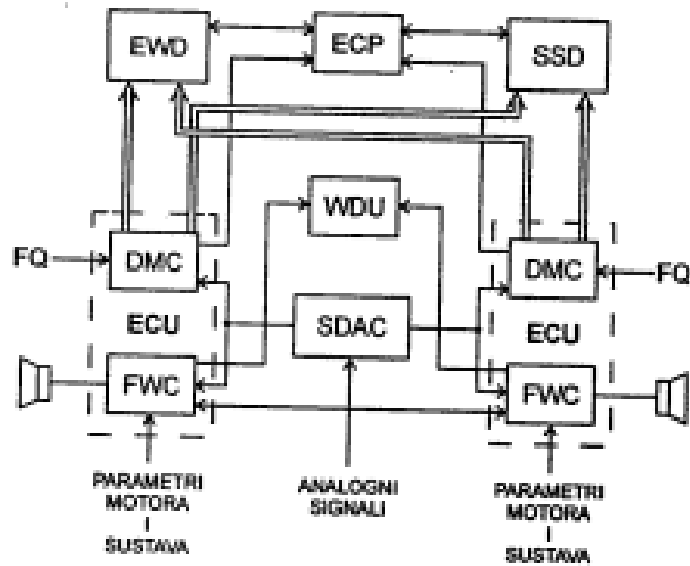 EWD
ECP
SSD
WDU
FQ
DMC
DMC
FQ
ECU
SDAC
ECU
FWC
FWC
PARAMETRI
MOTORA
I
SUSTAVA
ANALOGNI
SIGNALI
PARAMETRI
MOTORA
I
SUSTAVA